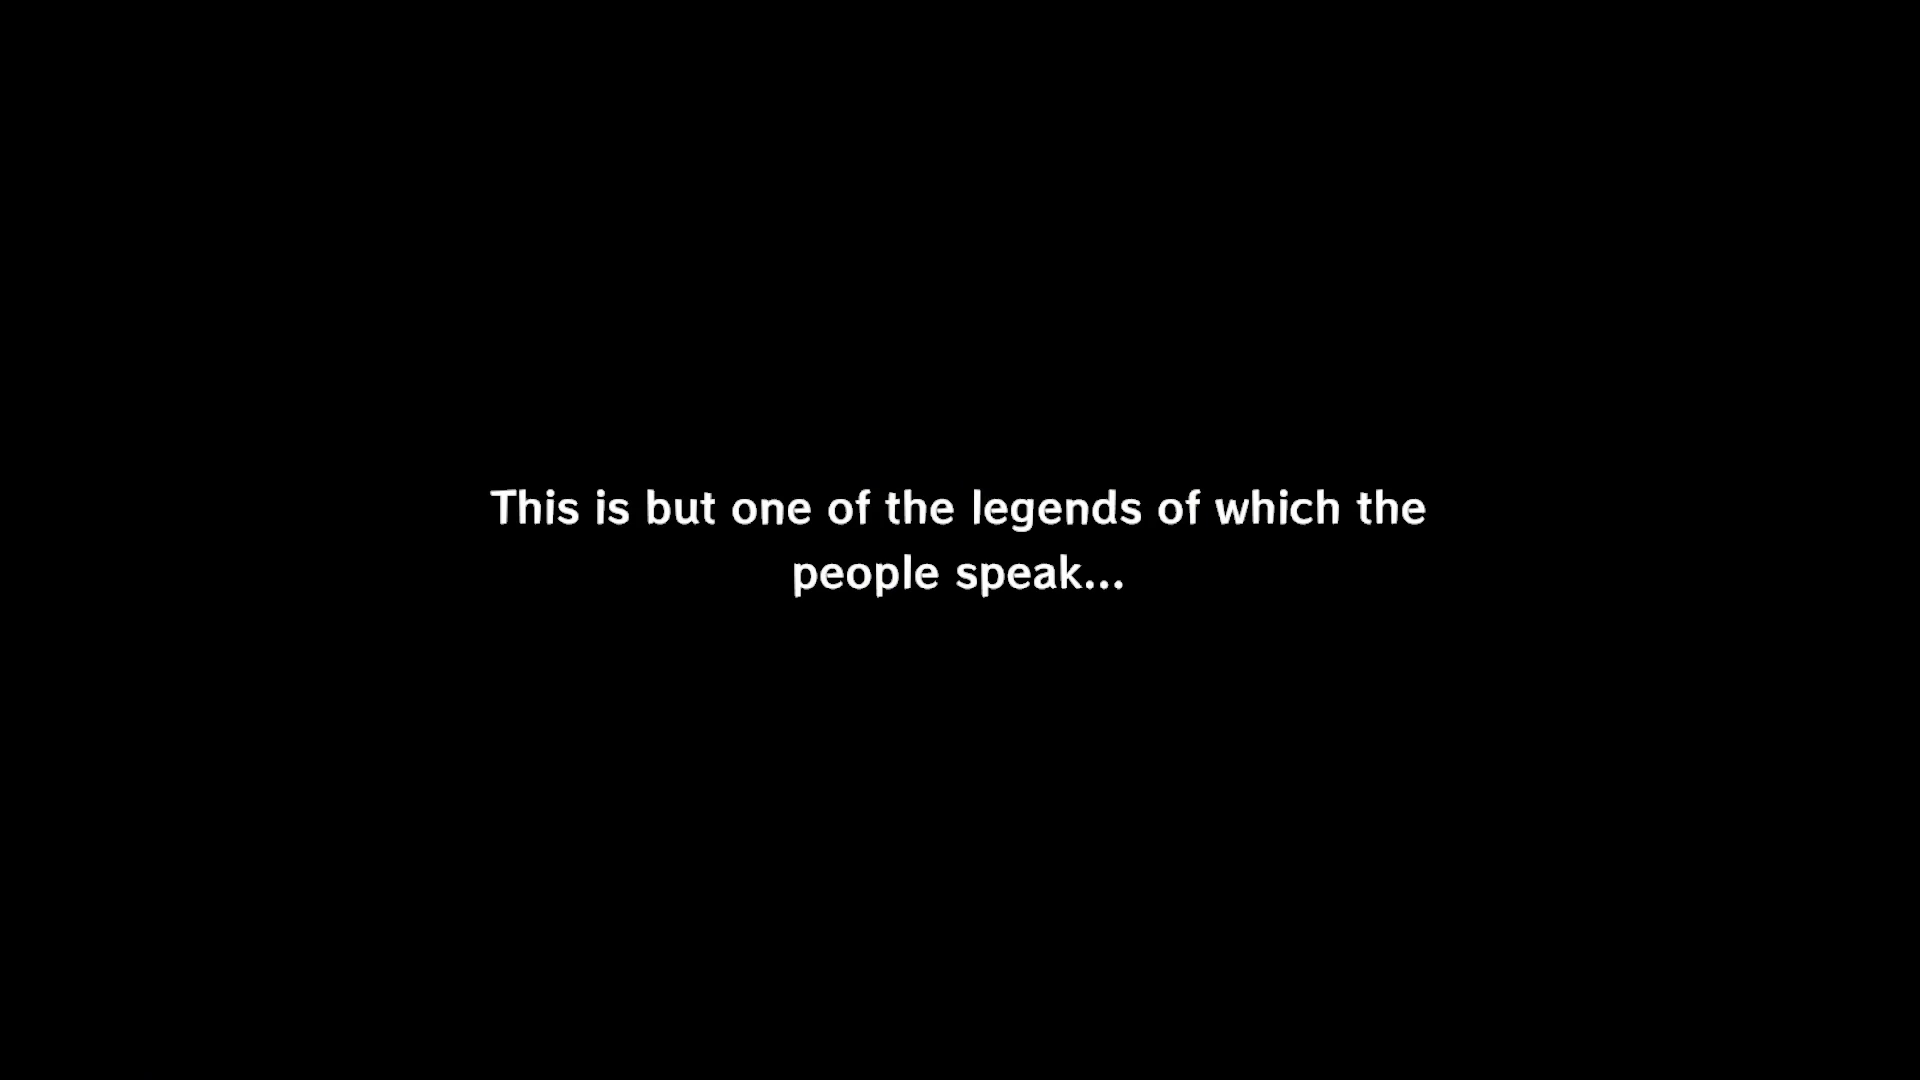 This is but one of the legends of which the
people speak...